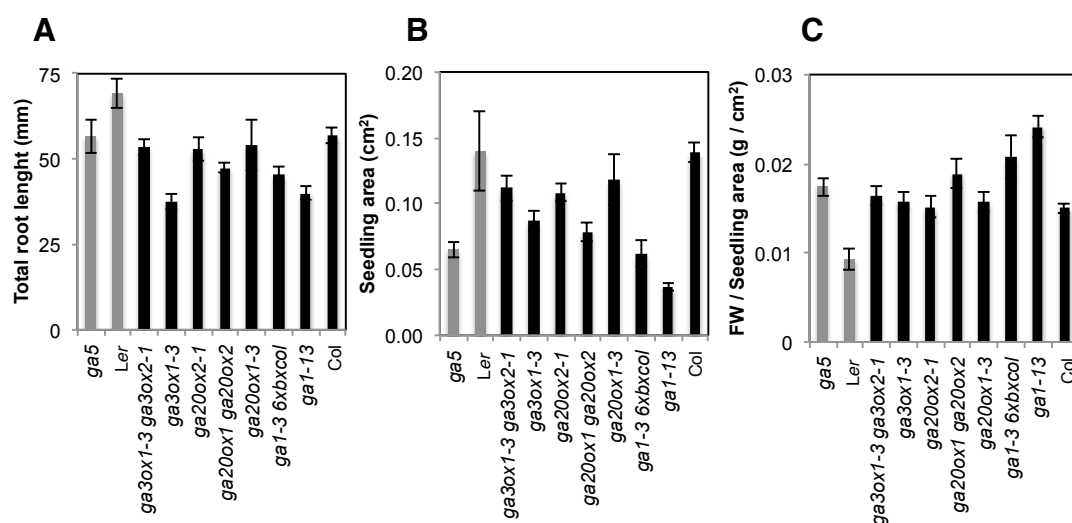 A
B
C
Total root lenght (mm)
75
50
25
0
ga5
Ler
ga3ox1-3 ga3ox2-1
ga3ox1-3
ga20ox2-1
ga20ox1 ga20ox2
ga20ox1-3
ga1-3 6xbxcol
ga1-13
Col
Seedling area (cm²)
0.20
0.15
0.10
0.05
0.00
ga5
Ler
ga3ox1-3 ga3ox2-1
ga3ox1-3
ga20ox2-1
ga20ox1 ga20ox2
ga20ox1-3
ga1-3 6xbxcol
ga1-13
Col
FW / Seedling area (g / cm²)
0.03
0.02
0.01
0
ga5
Ler
ga3ox1-3 ga3ox2-1
ga3ox1-3
ga20ox2-1
ga20ox1 ga20ox2
ga20ox1-3
ga1-3 6xbxcol
ga1-13
Col